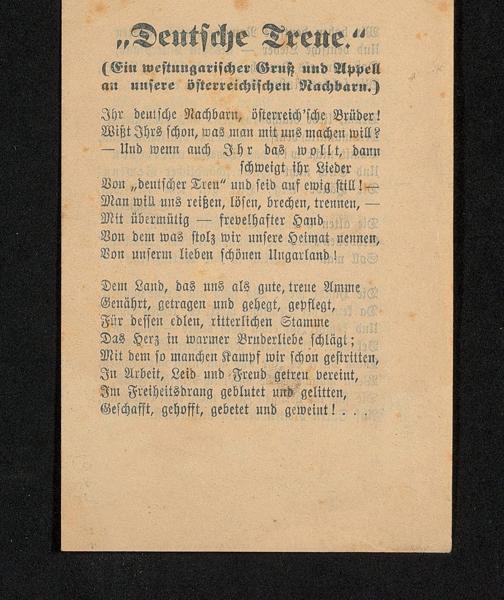 „Deutsche Treue.“
(Ein westungarischer Gruß und Appell
an unsere österreichischen Nachbarn.)
Ihr deutsche Nachbarn, österreich'sche Brüder!
Wißt Ihrs schon, was man mit uns machen will?
— Und wenn auch Ihr das wollt, dann
schweigt ihr Lieder
Von „deutscher Treu“ und seid auf ewig still! —
Man will uns reißen, lösen, brechen, trennen, —
Mit übermütig — frevelhafter Hand
Von dem was stolz wir unsere Heimat nennen,
Von unserm lieben schönen Ungarland!
Dem Land, das uns als gute, treue Amme
Genährt, getragen und gehegt, gepflegt,
Für dessen edlen, ritterlichen Stamme
Das Herz in warmer Bruderliebe schlägt;
Mit dem so manchen Kampf wir schon gestritten,
In Arbeit, Leid und Freud getreu vereint,
Im Freiheitsdrang geblutet und gelitten,
Geschafft, gehofft, gebetet und geweint! . . .